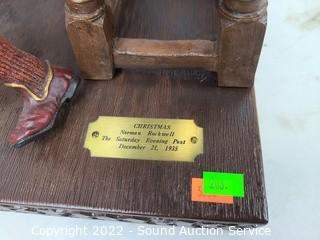 CHRISTMAS
Norman Rockwell
The Saturday Evening Post
December 21, 1935
Copyright 2022 - Sound Auction Service